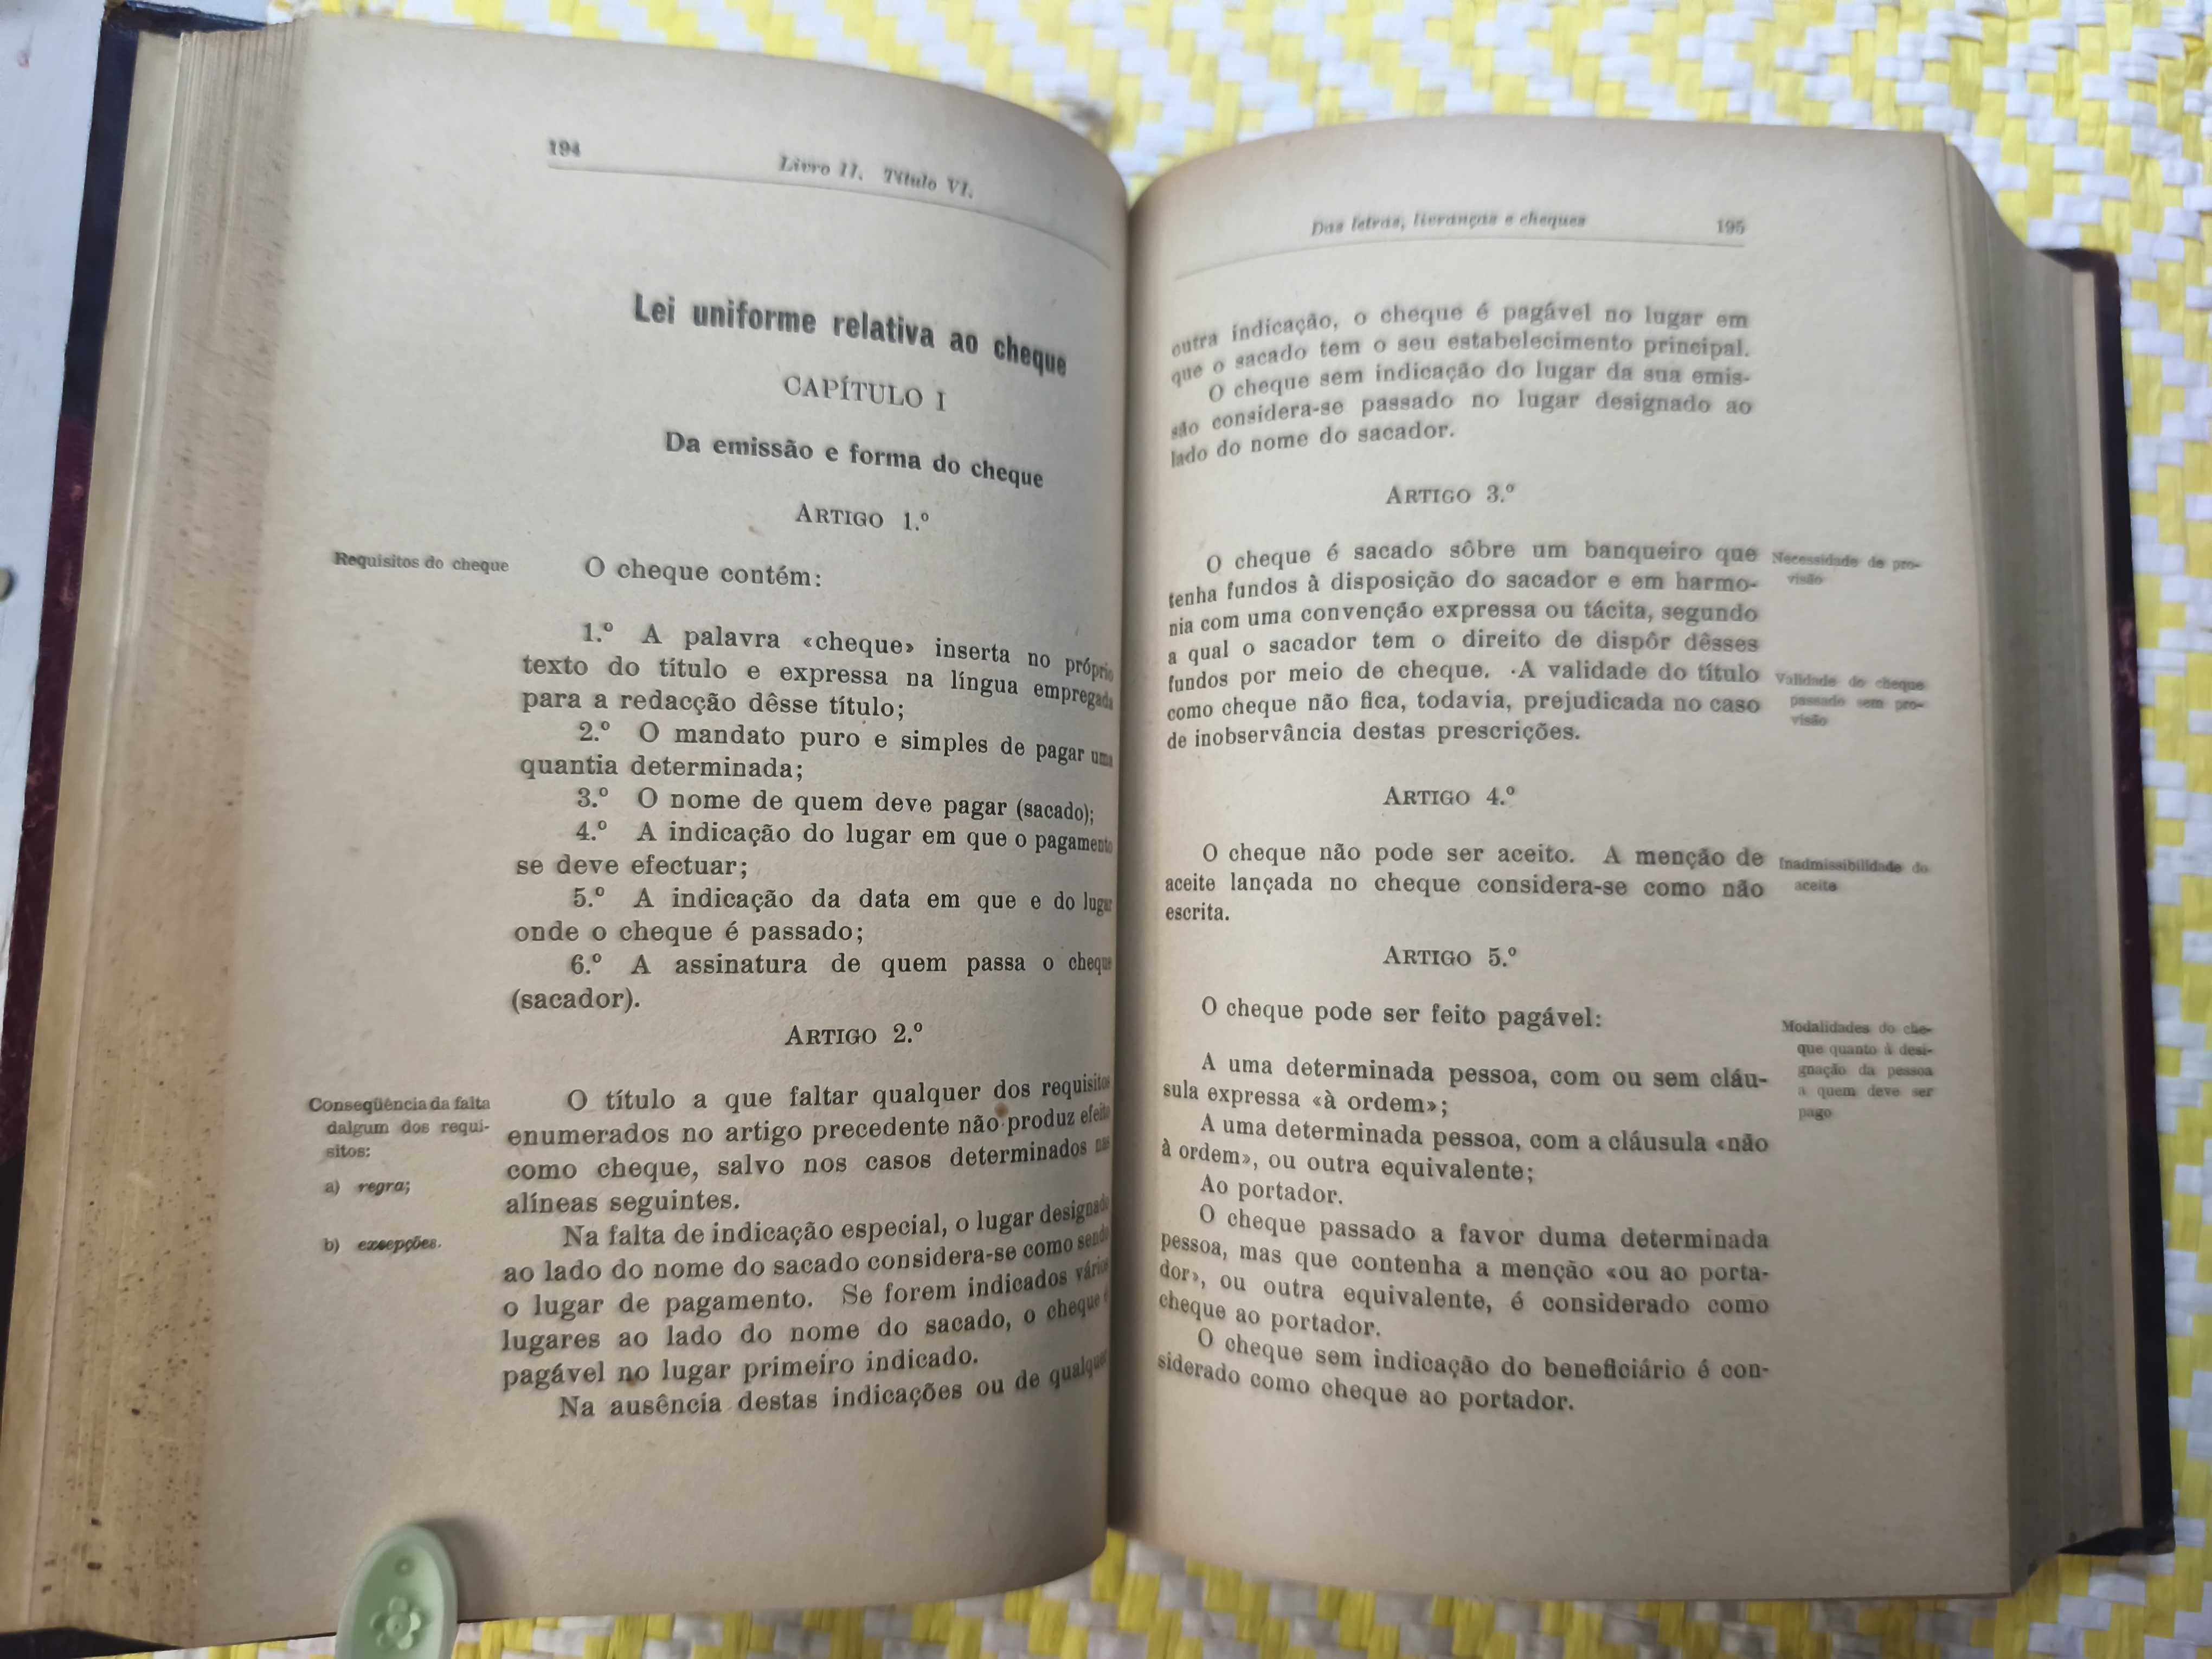 194
Livro II. Título VI.
Lei uniforme relativa ao cheque
CAPÍTULO I
Da emissão e forma do cheque
ARTIGO 1.º
Requisitos do cheque
O cheque contém:
1.º A palavra «cheque» inserta no próprio
texto do título e expressa na língua empregada
para a redacção dêsse título;
2.º O mandato puro e simples de pagar uma
quantia determinada;
3.º O nome de quem deve pagar (sacado);
4.º A indicação do lugar em que o pagamento
se deve efectuar;
5.º A indicação da data em que e do lugar
onde o cheque é passado;
6.º A assinatura de quem passa o cheque
(sacador).
ARTIGO 2.º
Conseqüência da falta
dalgum dos requi-
sitos:
a) regra;
b) excepções.
O título a que faltar qualquer dos requisitos
enumerados no artigo precedente não produz efeito
como cheque, salvo nos casos determinados nas
alíneas seguintes.
Na falta de indicação especial, o lugar designado
ao lado do nome do sacado considera-se como sendo
o lugar de pagamento. Se forem indicados vários
lugares ao lado do nome do sacado, o cheque é
pagável no lugar primeiro indicado.
Na ausência destas indicações ou de qualquer
Das letras, livranças e cheques
195
outra indicação, o cheque é pagável no lugar em
que o sacado tem o seu estabelecimento principal.
O cheque sem indicação do lugar da sua emis-
são considera-se passado no lugar designado ao
lado do nome do sacador.
ARTIGO 3.º
O cheque é sacado sôbre um banqueiro que
tenha fundos à disposição do sacador e em harmo-
nia com uma convenção expressa ou tácita, segundo
a qual o sacador tem o direito de dispôr dêsses
fundos por meio de cheque. A validade do título
como cheque não fica, todavia, prejudicada no caso
de inobservância destas prescrições.
Necessidade de pro-
visão
Validade do cheque
passado sem pro-
visão
ARTIGO 4.º
O cheque não pode ser aceito. A menção de
aceite lançada no cheque considera-se como não
escrita.
Inadmissibilidade do
aceite
ARTIGO 5.º
O cheque pode ser feito pagável:
A uma determinada pessoa, com ou sem cláu-
sula expressa «à ordem»;
A uma determinada pessoa, com a cláusula «não
à ordem», ou outra equivalente;
Ao portador.
O cheque passado a favor duma determinada
pessoa, mas que contenha a menção «ou ao porta-
dor», ou outra equivalente, é considerado como
cheque ao portador.
O cheque sem indicação do beneficiário é con-
siderado como cheque ao portador.
Modalidades do che-
que quanto à desi-
gnação da pessoa
a quem deve ser
pago